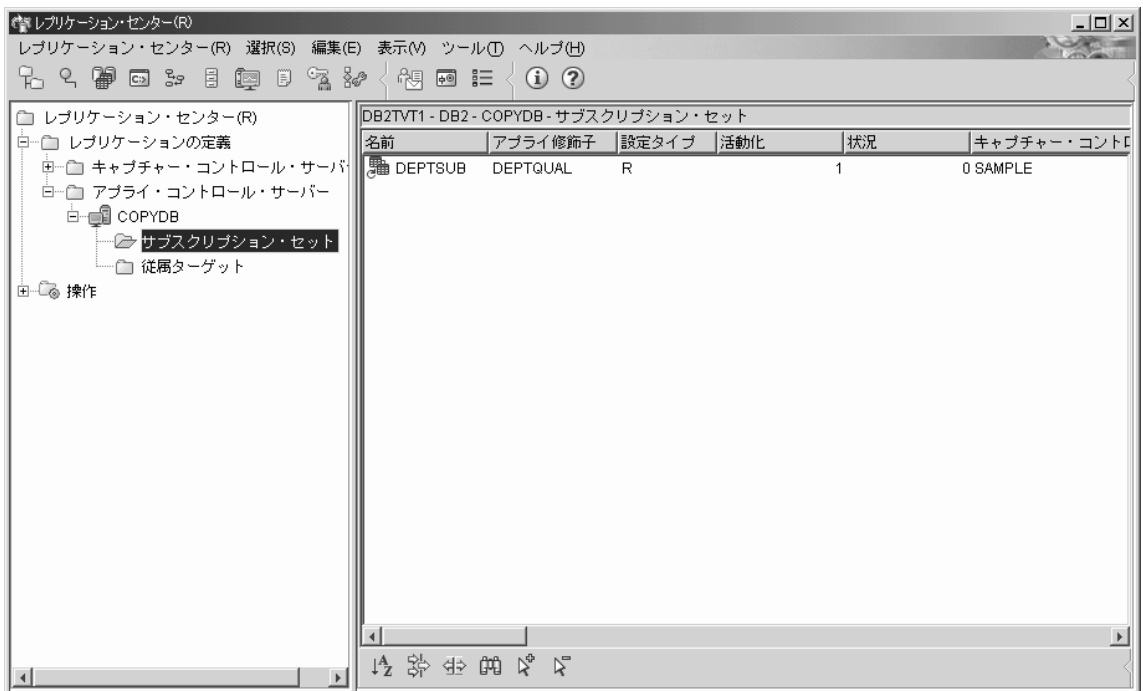 レプリケーション・センター(R)
レプリケーション・センター(R) 選択(S) 編集(E) 表示(V) ツール(T) ヘルプ(H)
レプリケーション・センター(R)
レプリケーションの定義
キャプチャー・コントロール・サーバ
アプライ・コントロール・サーバー
COPYDB
サブスクリプション・セット
従属ターゲット
操作
DB2TVT1 - DB2 - COPYDB - サブスクリプション・セット
名前 アプライ修飾子 設定タイプ 活動化 状況 キャプチャー・コントロ
DEPTSUB DEPTQUAL R 1 0 SAMPLE